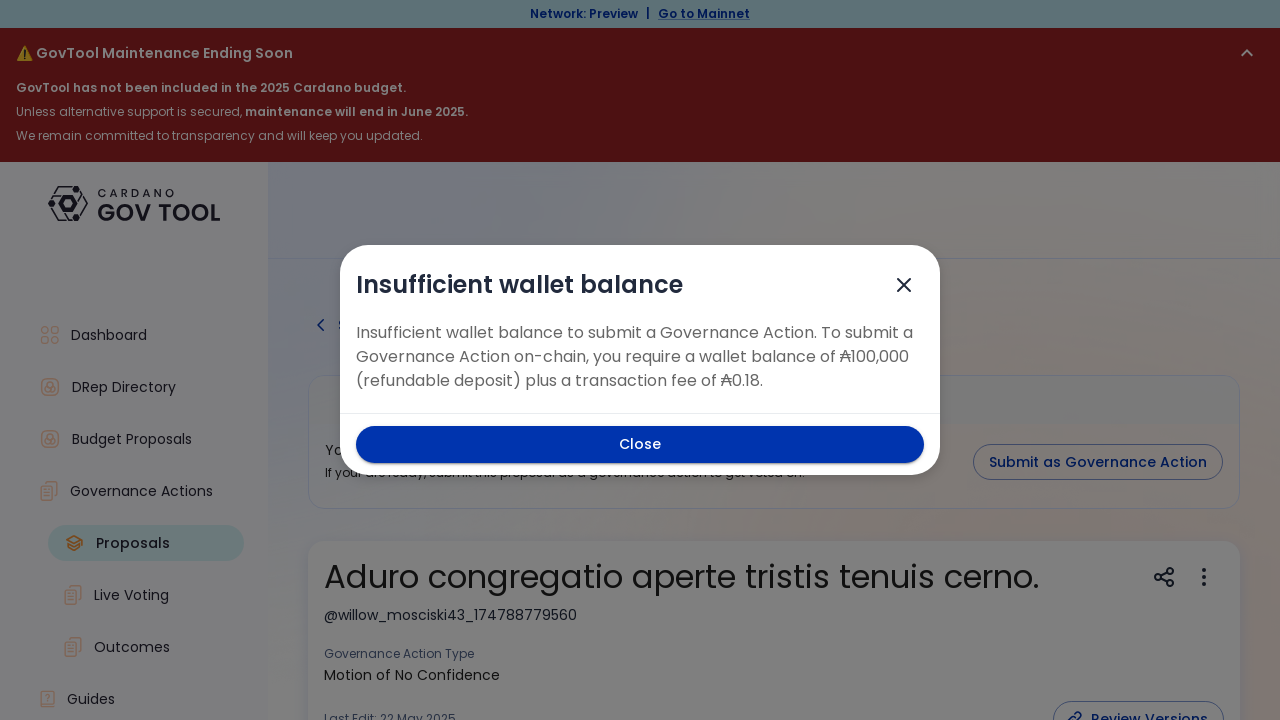 Network: Preview | Go to Mainnet
⚠️ GovTool Maintenance Ending Soon
GovTool has not been included in the 2025 Cardano budget.
Unless alternative support is secured, maintenance will end in June 2025.
We remain committed to transparency and will keep you updated.
CARDANO
GOV TOOL
Dashboard
DRep Directory
Budget Proposals
Governance Actions
Proposals
Live Voting
Outcomes
Guides
Insufficient wallet balance
Insufficient wallet balance to submit a Governance Action. To submit a
Governance Action on-chain, you require a wallet balance of ₳100,000
(refundable deposit) plus a transaction fee of ₳0.18.
Close
Submit as Governance Action
Aduro congregatio aperte tristis tenuis cerno.
@willow_mosciski43_174788779560
Governance Action Type
Motion of No Confidence
Last Edit: 22 May 2025
Review Versions